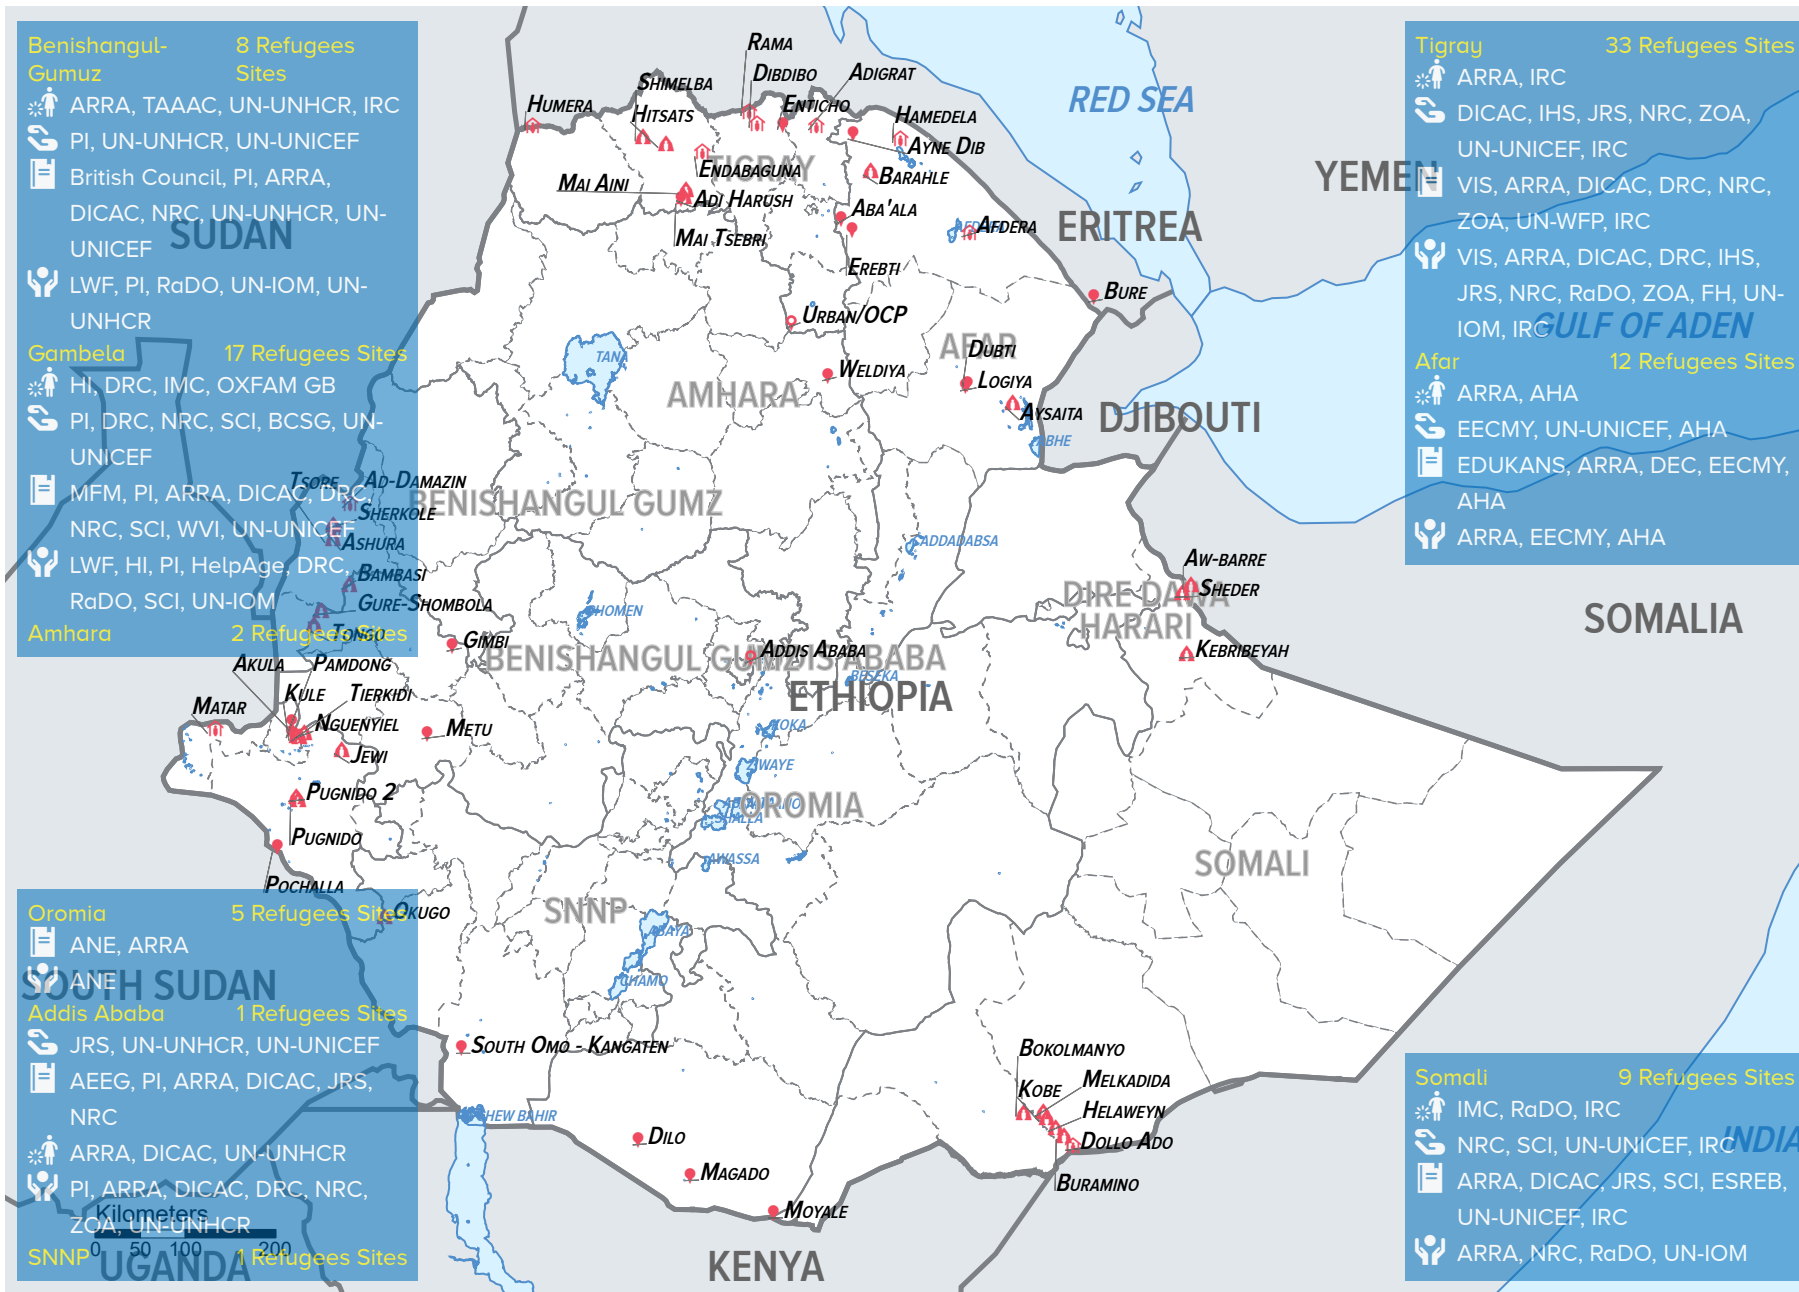 Benishangul-
Gumuz
8 Refugees
Sites
ARRA, TAAAC, UN-UNHCR, IRC
PI, UN-UNHCR, UN-UNICEF
British Council, PI, ARRA,
DICAC, NRC, UN-UNHCR, UN-
UNICEF
LWF, PI, RaDO, UN-IOM, UN-
UNHCR
Gambela 17 Refugees Sites
HI, DRC, IMC, OXFAM GB
PI, DRC, NRC, SCI, BCSG, UN-
UNICEF
MFM, PI, ARRA, DICAC, DRC,
NRC, SCI, WVI, UN-UNICEF
LWF, HI, PI, HelpAge, DRC,
RaDO, SCI, UN-IOM
Amhara 2 Refugees Sites
Oromia 5 Refugees Sites
ANE, ARRA
ANE
Addis Ababa 1 Refugees Sites
JRS, UN-UNHCR, UN-UNICEF
AEEG, PI, ARRA, DICAC, JRS,
NRC
ARRA, DICAC, UN-UNHCR
PI, ARRA, DICAC, DRC, NRC,
ZOA, UN-UNHCR
SNNP 1 Refugees Sites
Kilometers
0 50 100 200
Tigray 33 Refugees Sites
ARRA, IRC
DICAC, IHS, JRS, NRC, ZOA,
UN-UNICEF, IRC
VIS, ARRA, DICAC, DRC, NRC,
ZOA, UN-WFP, IRC
VIS, ARRA, DICAC, DRC, IHS,
JRS, NRC, RaDO, ZOA, FH, UN-
IOM, IRC
Afar 12 Refugees Sites
ARRA, AHA
EECMY, UN-UNICEF, AHA
EDUKANS, ARRA, DEC, EECMY,
AHA
ARRA, EECMY, AHA
Somali 9 Refugees Sites
IMC, RaDO, IRC
NRC, SCI, UN-UNICEF, IRC
ARRA, DICAC, JRS, SCI, ESREB,
UN-UNICEF, IRC
ARRA, NRC, RaDO, UN-IOM
RAMA
DIBDIBO
ADIGRAT
SHIMELBA
HUMERA
HITSATS
ENTICHO
HAMEDELA
AYNE DIB
TIGRAY
ENDABAGUNA
BARAHLE
MAI AINI
ADI HARUSH
ABA'ALA
MAI TSEBRI
AFDERA
EREBTI
BURE
URBAN/OCP
AFAR
DUBTI
WELDIYA
LOGIYA
AYSAITA
AMHARA
TANA
RED SEA
YEMEN
ERITREA
GULF OF ADEN
DJIBOUTI
SUDAN
TSORE
AD-DAMAZIN
SHERKOLE
BENISHANGUL GUMZ
ASHURA
BAMBASI
GURE-SHOMBOLA
TONGO
GIMBI
AKULA
PAMDONG
KULE
TIERKIDI
MATAR
NGUENYIEL
METU
JEWI
PUGNIDO 2
PUGNIDO
POCHALLA
OKUGO
BENISHANGUL GUMZ
ADDIS ABABA
ADDIS ABABA
ETHIOPIA
BESEKA
KOKA
ZIWAYE
SHALLA
AWASSA
OROMIA
SNNP
ABAYA
CHAMO
CADDADABSA
AW-BARRE
SHEDER
DIRE DAWA
HARARI
KEBRIBEYAH
SOMALIA
SOMALI
SOUTH SUDAN
SOUTH OMO - KANGATEN
CHEW BAHIR
DILO
MAGADO
MOYALE
BOKOLMANYO
KOBE
MELKADIDA
HELAWEYN
DOLLO ADO
BURAMINO
KENYA
UGANDA
INDIA